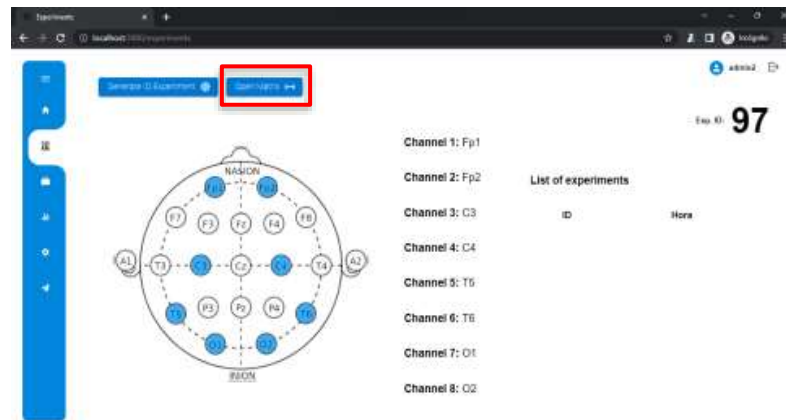 Experiments
localhost
Incógnito
admin2
Generate ID Experiment
Open Matrix
Exp. ID: 97
NASION
Fp1 Fp2
F7 F3 Fz F4 F8
A1 T3 C3 Cz C4 T4 A2
T5 P3 Pz P4 T6
O1 O2
INION
Channel 1: Fp1
Channel 2: Fp2
Channel 3: C3
Channel 4: C4
Channel 5: T5
Channel 6: T6
Channel 7: O1
Channel 8: O2
List of experiments
ID Hora